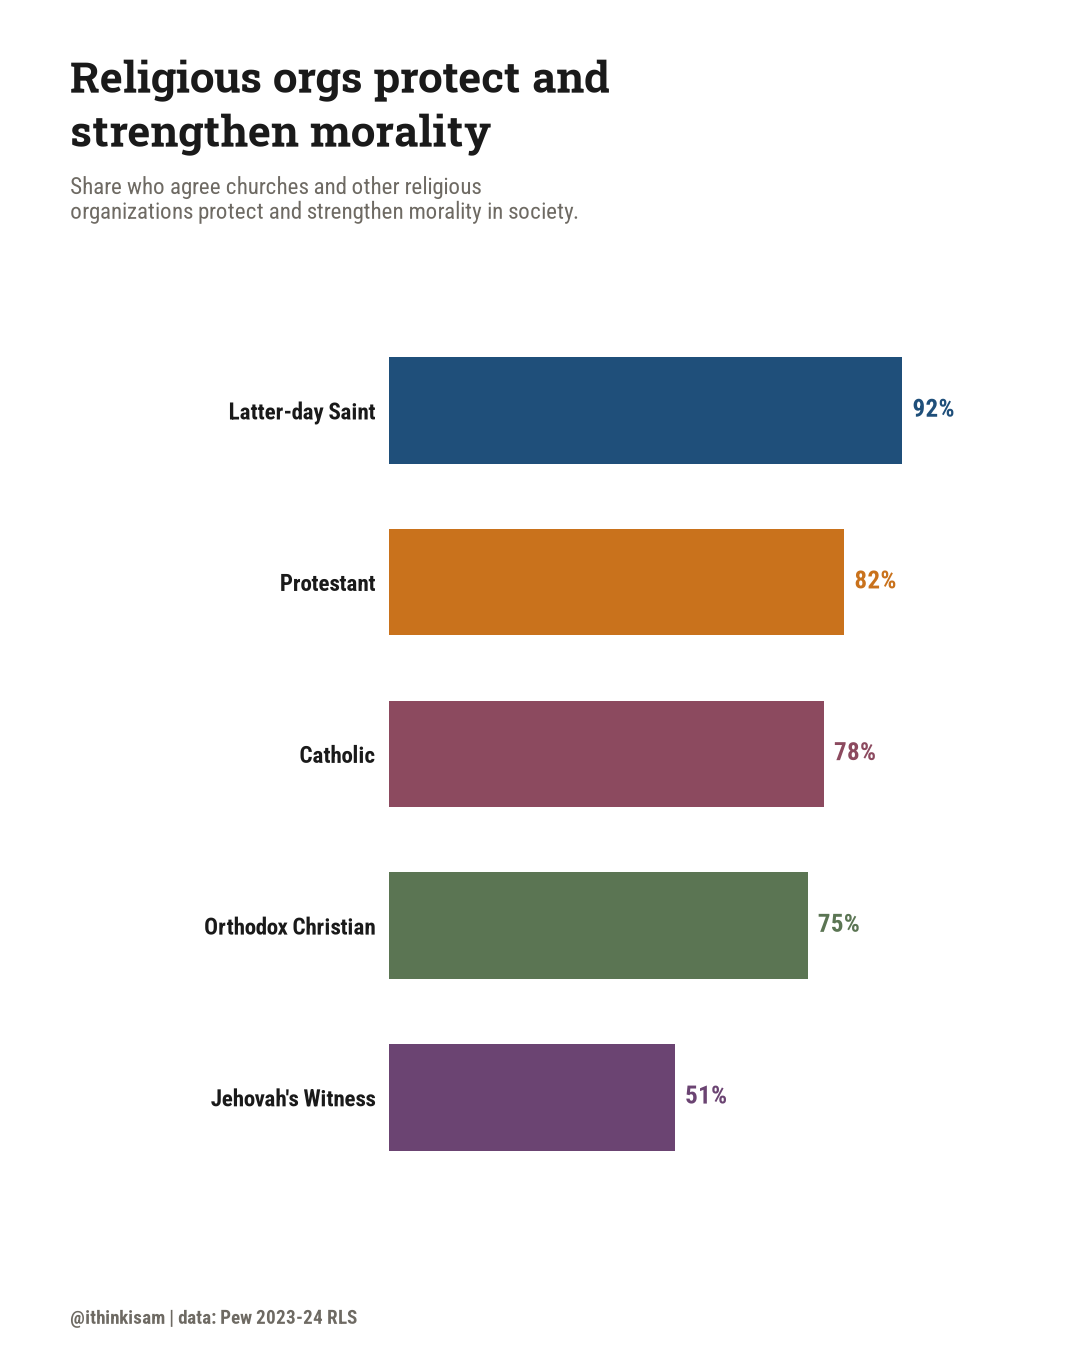 Religious orgs protect and
strengthen morality
Share who agree churches and other religious
organizations protect and strengthen morality in society.
Latter-day Saint 92%
Protestant 82%
Catholic 78%
Orthodox Christian 75%
Jehovah's Witness 51%
@ithinkisam | data: Pew 2023-24 RLS